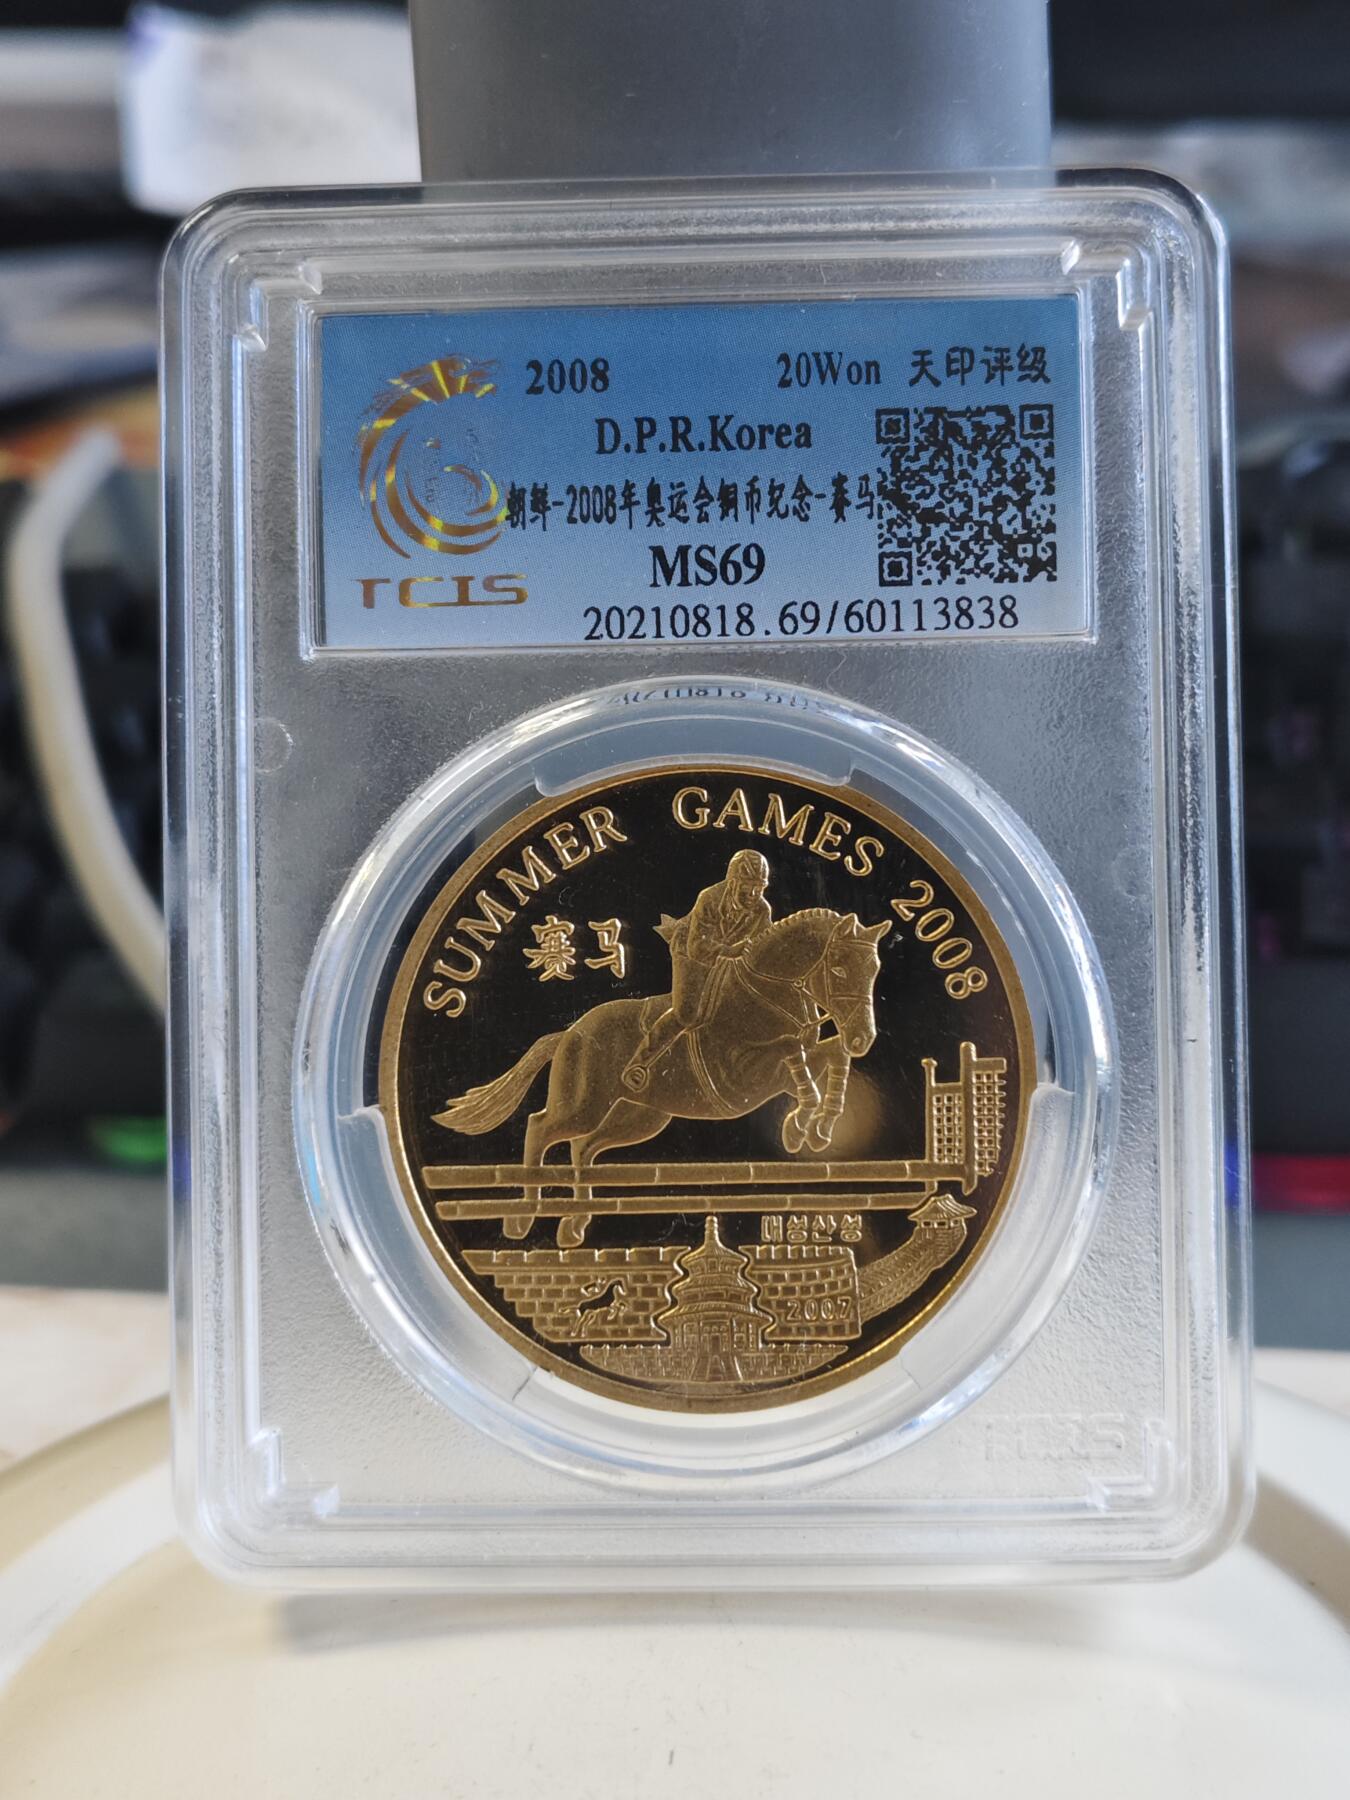 2008 20Won 天印评级
D.P.R.Korea
朝鲜-2008年奥运会铜币纪念-赛马
MS69
TCIS
20210818.69/60113838
SUMMER GAMES 2008
赛马
대성산성
2007
TCIS